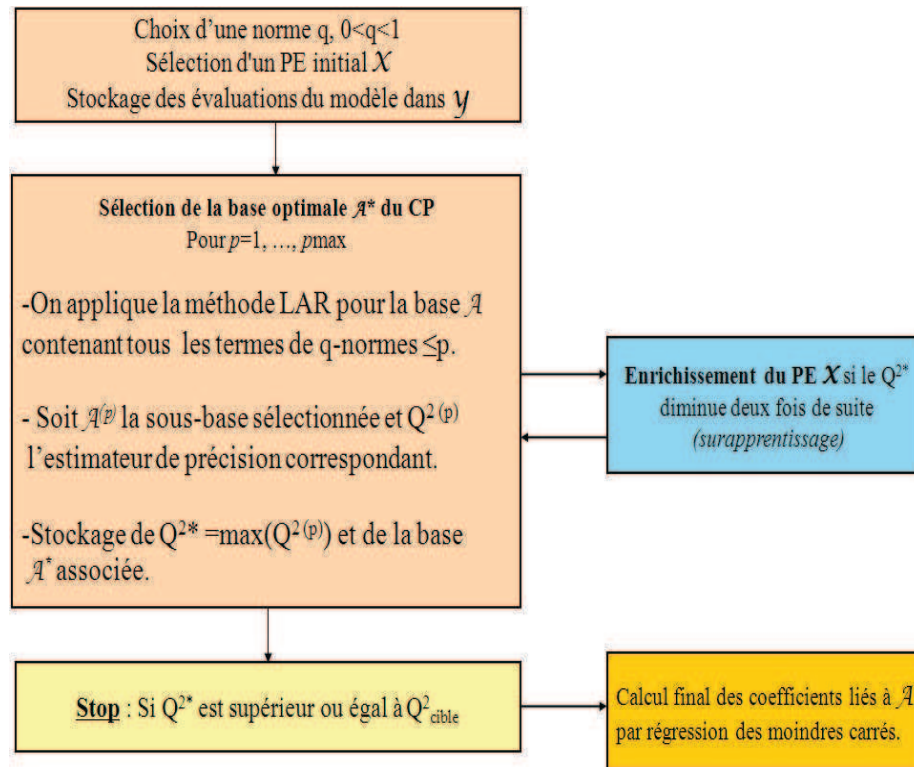 Choix d’une norme q, 0<q<1
Sélection d'un PE initial X
Stockage des évaluations du modèle dans y
Sélection de la base optimale A* du CP
Pour p=1, …, pmax
-On applique la méthode LAR pour la base A
contenant tous les termes de q-normes ≤p.
- Soit A(p) la sous-base sélectionnée et Q2 (p)
l’estimateur de précision correspondant.
-Stockage de Q2* =max(Q2 (p)) et de la base
A* associée.
Enrichissement du PE X si le Q2*
diminue deux fois de suite
(surapprentissage)
Stop : Si Q2* est supérieur ou égal à Q2cible
Calcul final des coefficients liés à A
par régression des moindres carrés.